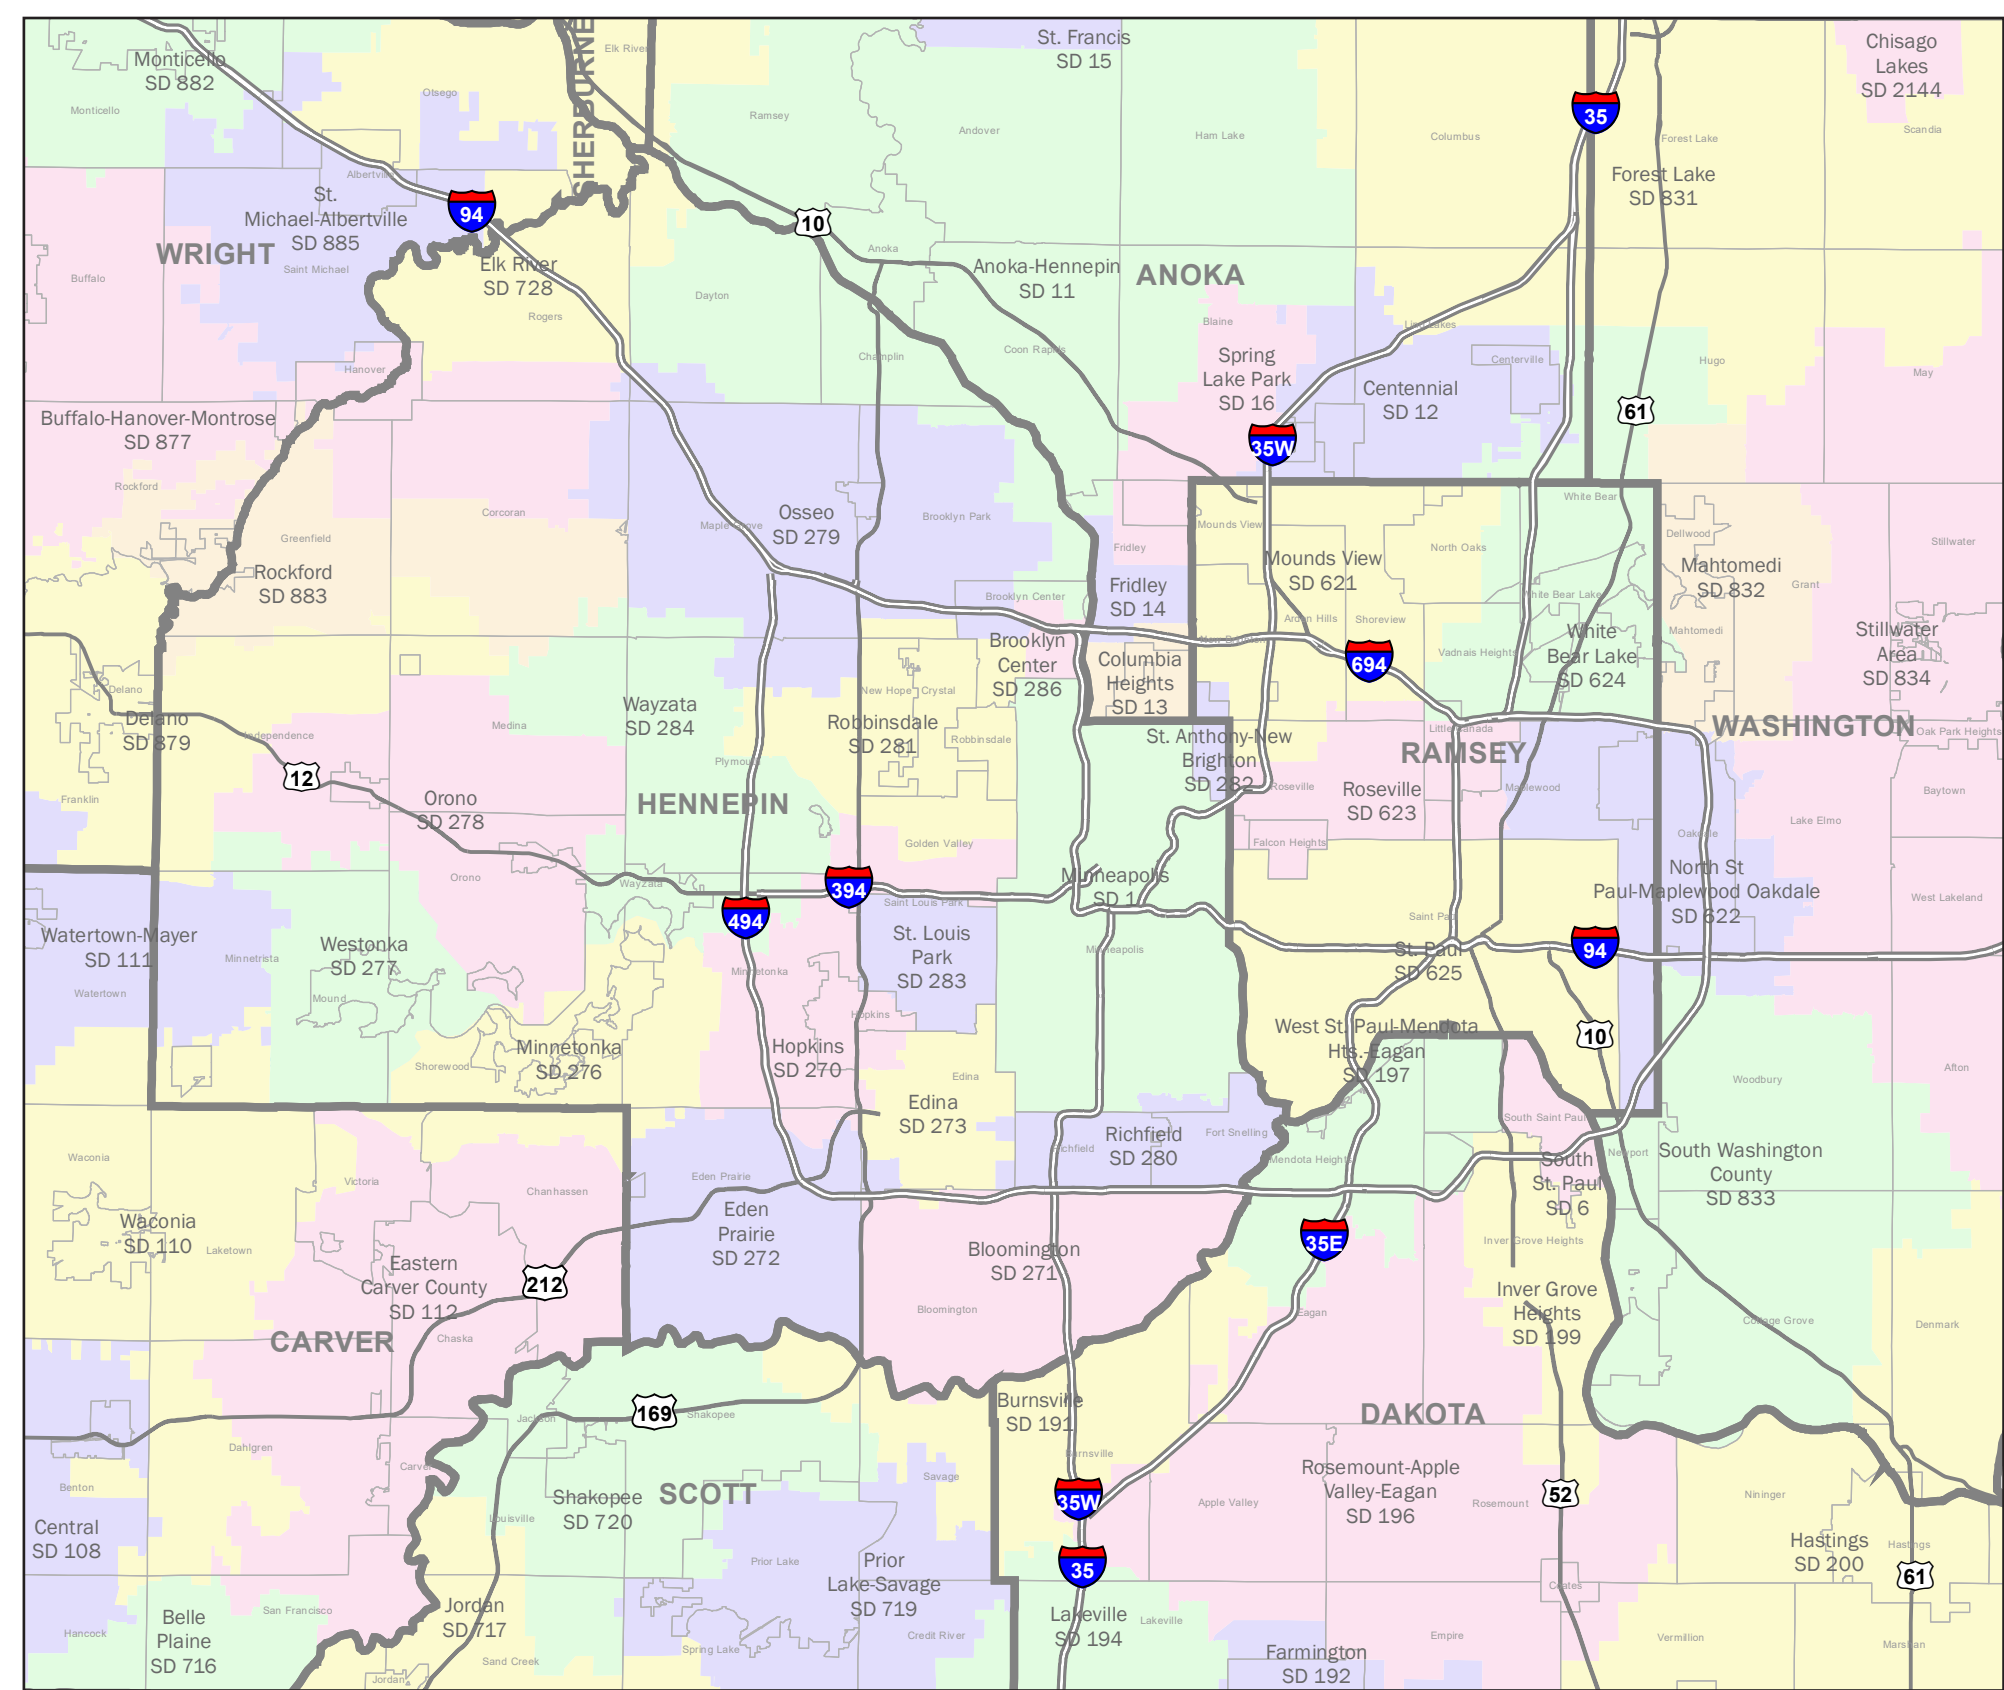 St. Francis
SD 15
Chisago
Lakes
SD 2144
Monticello
SD 882
Elk River
SHERBURNE
Otsego
Monticello
Ramsey
Andover
Ham Lake
Columbus
35
Forest Lake
Scandia
Albertville
Forest Lake
SD 831
St.
Michael-Albertville
SD 885
94
10
WRIGHT
Saint Michael
Buffalo
Elk River
SD 728
Rogers
Anoka
Anoka-Hennepin
SD 11
ANOKA
Dayton
Blaine
Lino Lakes
Champlin
Coon Rapids
Spring
Lake Park
SD 16
Centerville
Hugo
May
Hanover
Centennial
SD 12
61
Buffalo-Hanover-Montrose
SD 877
35W
Rockford
Corcoran
Maple Grove
Osseo
SD 279
Brooklyn Park
White Bear
Mounds View
Dellwood
Greenfield
Fridley
North Oaks
Stillwater
Rockford
SD 883
Mounds View
SD 621
Mahtomedi
SD 832
Grant
Fridley
SD 14
Brooklyn Center
White Bear Lake
Arden Hills
Shoreview
New Brighton
White
Bear Lake
SD 624
Mahtomedi
Stillwater
Area
SD 834
Brooklyn
Center
SD 286
Columbia
Heights
SD 13
694
Vadnais Heights
Delano
Delano
SD 879
New Hope
Crystal
Wayzata
SD 284
Robbinsdale
SD 281
Robbinsdale
Medina
Independence
St. Anthony-New
Brighton
SD 282
Little Canada
RAMSEY
WASHINGTON
Oak Park Heights
Plymouth
12
Franklin
Orono
SD 278
HENNEPIN
Roseville
Roseville
SD 623
Maplewood
Baytown
Lake Elmo
Oakdale
Golden Valley
Falcon Heights
Orono
Wayzata
394
Minneapolis
SD 1
North St
Paul-Maplewood Oakdale
SD 622
West Lakeland
494
Saint Louis Park
Saint Paul
Watertown-Mayer
SD 111
Westonka
SD 277
Minnetrista
St. Louis
Park
SD 283
Minneapolis
St. Paul
SD 625
94
Minnetonka
Watertown
Mound
Hopkins
West St. Paul-Mendota
Hts.-Eagan
SD 197
10
Shorewood
Minnetonka
SD 276
Hopkins
SD 270
Edina
Woodbury
Afton
Edina
SD 273
Richfield
Richfield
SD 280
Fort Snelling
South Saint Paul
Waconia
Mendota Heights
Newport
South Washington
County
SD 833
South
St. Paul
SD 6
Victoria
Chanhassen
Eden Prairie
Waconia
SD 110
Laketown
Eden
Prairie
SD 272
35E
Inver Grove Heights
Eastern
Carver County
SD 112
212
Bloomington
SD 271
Bloomington
Eagan
Inver Grove
Heights
SD 199
Cottage Grove
Denmark
CARVER
Chaska
Burnsville
SD 191
DAKOTA
169
Jackson
Shakopee
Dahlgren
Carver
Burnsville
Savage
Benton
Shakopee
SD 720
SCOTT
35W
Rosemount-Apple
Valley-Eagan
SD 196
Apple Valley
Rosemount
52
Nininger
Louisville
Central
SD 108
Prior Lake
Prior
Lake-Savage
SD 719
35
Hastings
SD 200
Hastings
Coates
61
Belle
Plaine
SD 716
San Francisco
Jordan
SD 717
Lakeville
SD 194
Lakeville
Hancock
Credit River
Spring Lake
Sand Creek
Farmington
SD 192
Empire
Vermillion
Marshan
Jordan